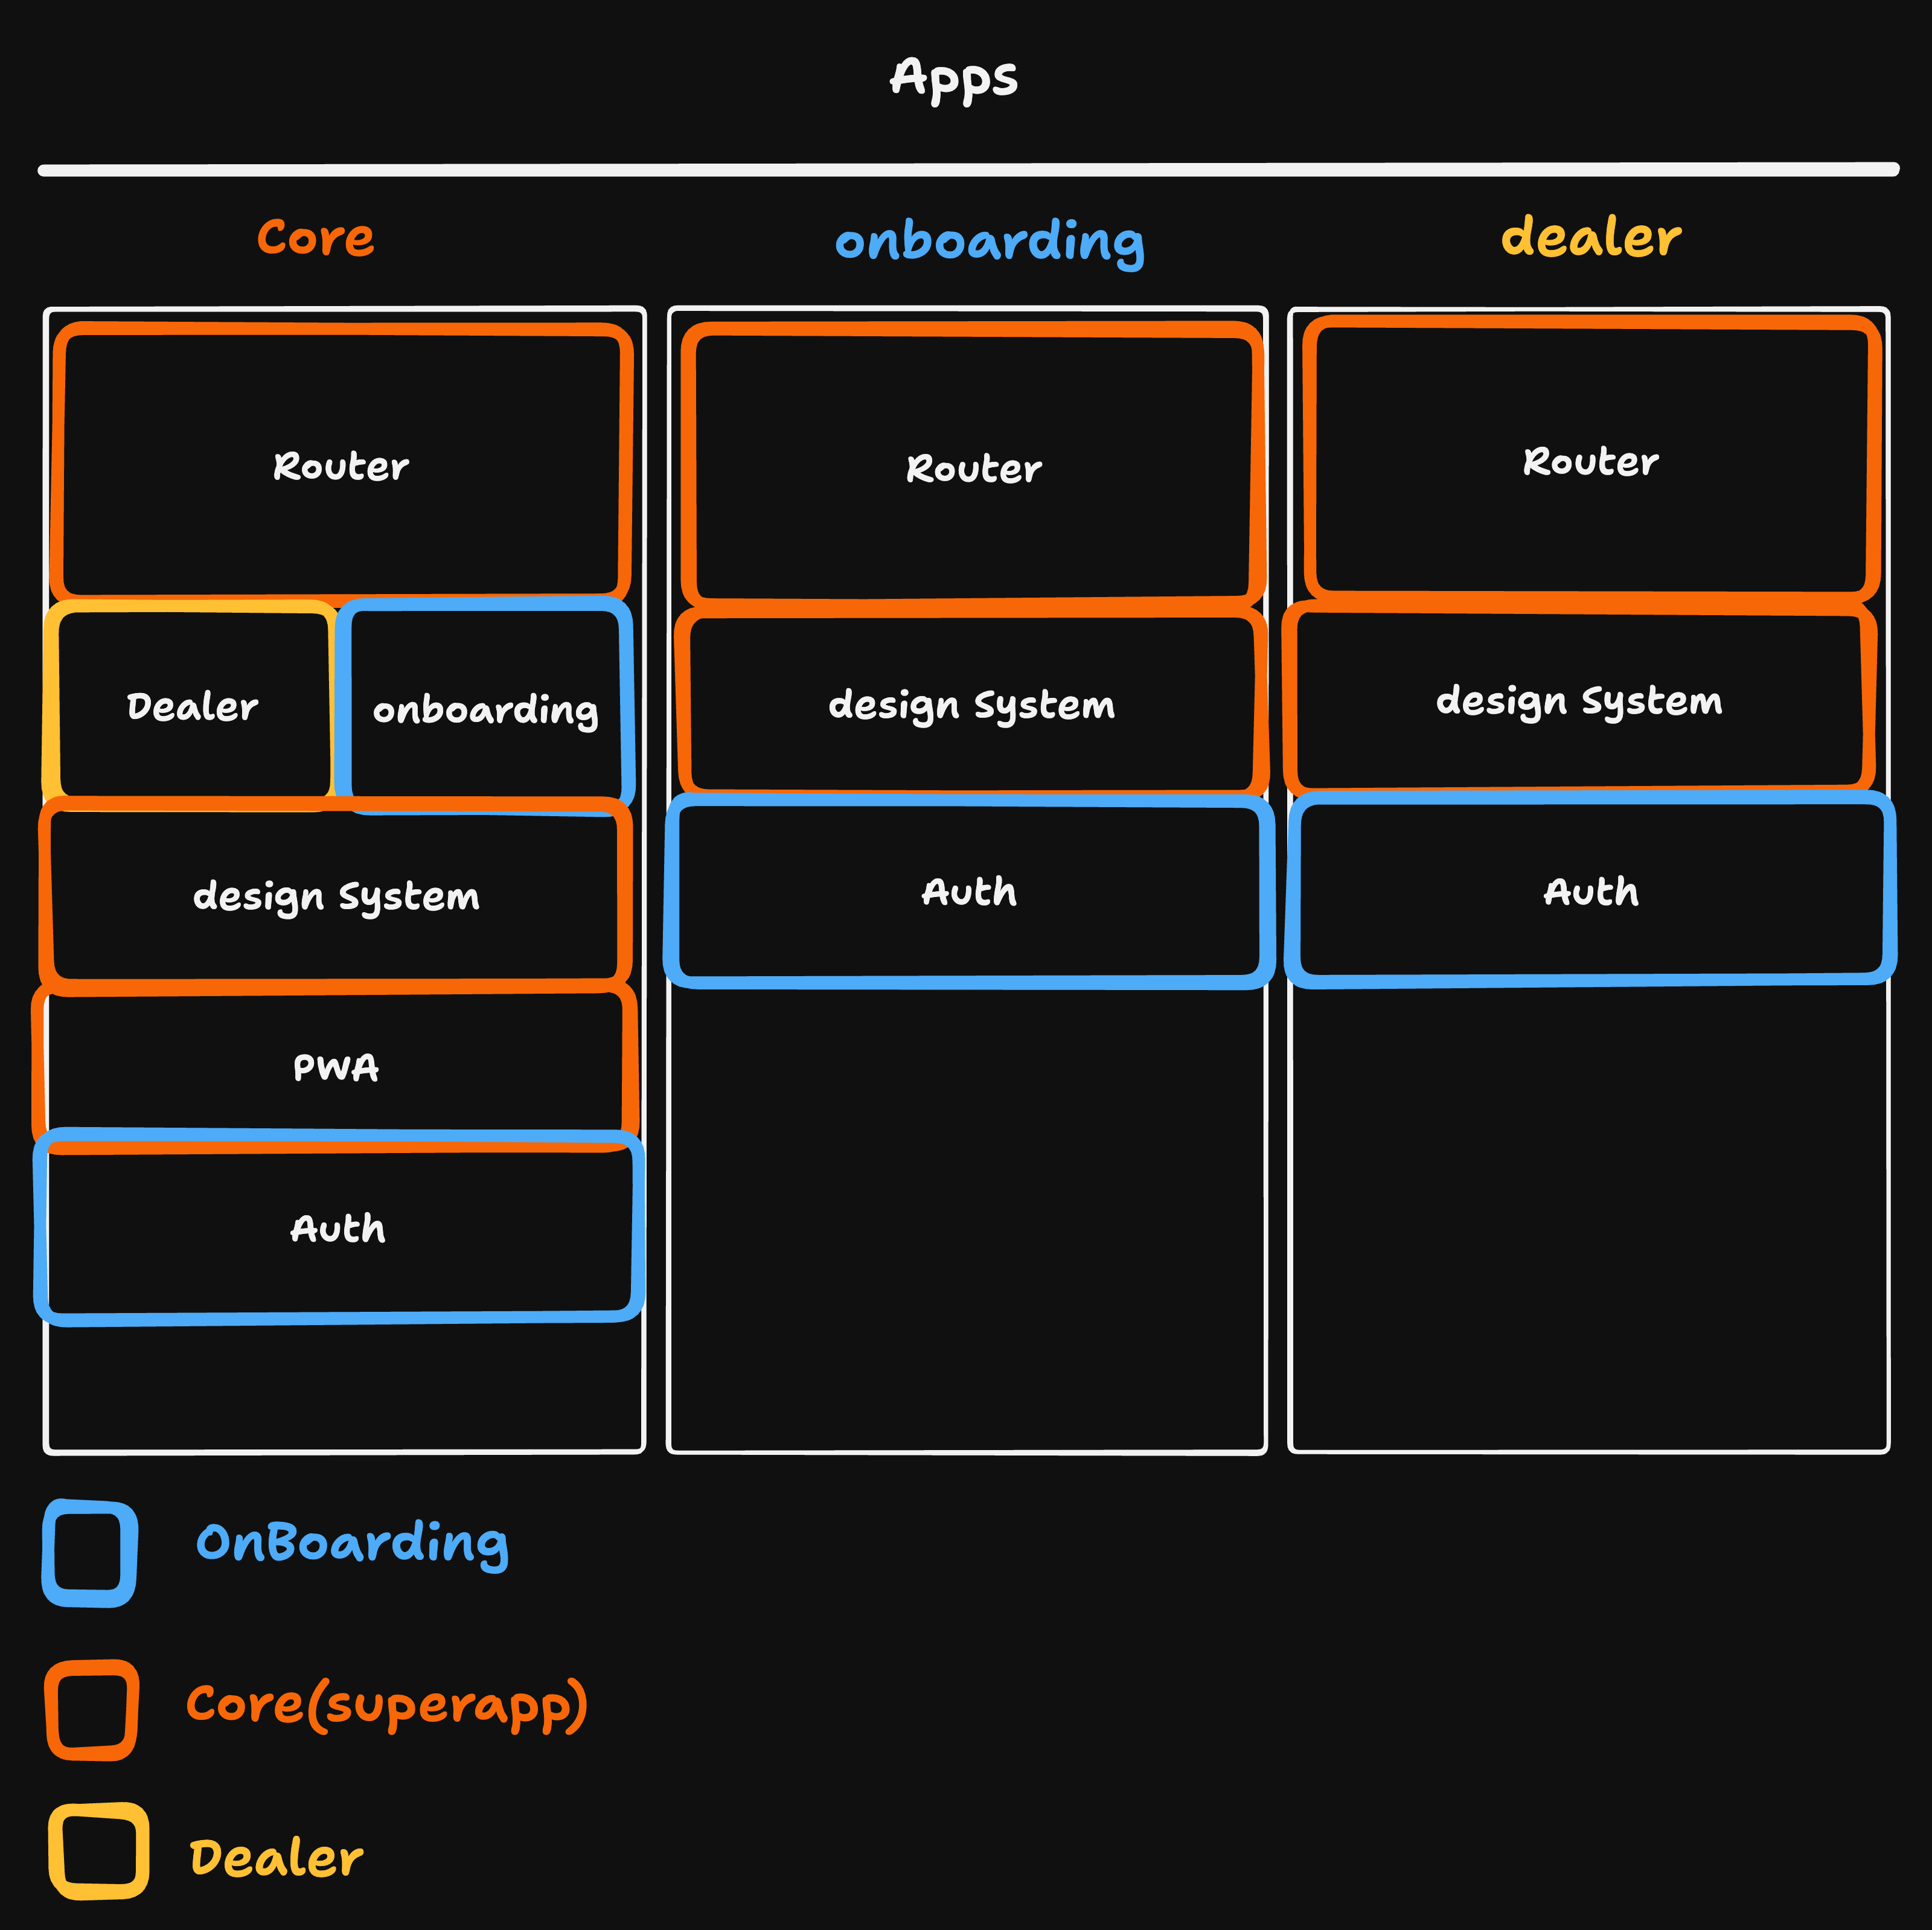 Apps
Core
onboarding
dealer
Router
Router
Router
Dealer
onboarding
design System
design System
design System
Auth
Auth
PWA
Auth
OnBoarding
Core(superapp)
Dealer